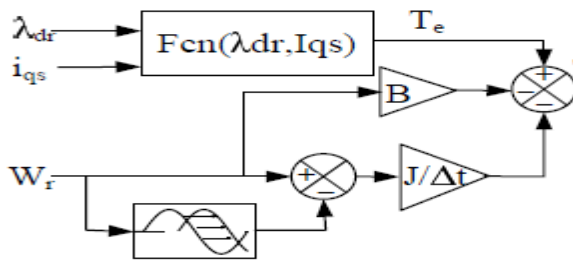 λdr
iqs
Fcn(λdr,Iqs)
Te
B
Wr
J/Δt